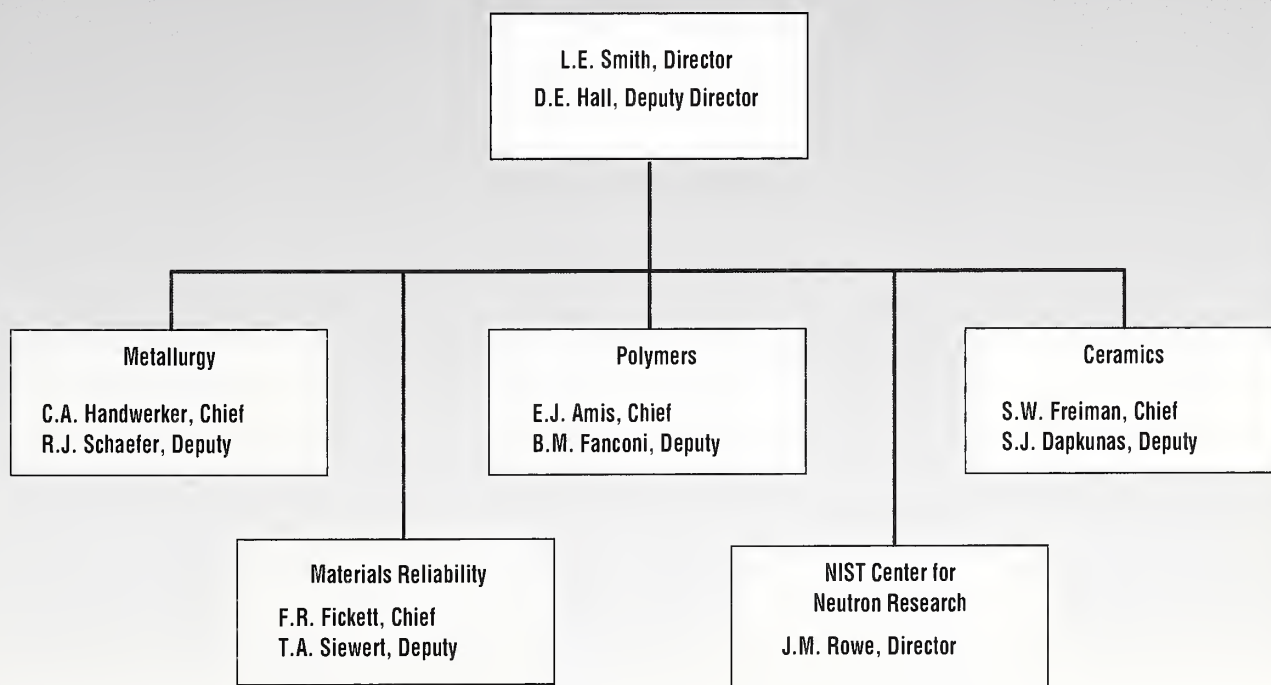 L.E. Smith, Director
D.E. Hall, Deputy Director
Metallurgy
C.A. Handwerker, Chief
R.J. Schaefer, Deputy
Polymers
E.J. Amis, Chief
B.M. Fanconi, Deputy
Ceramics
S.W. Freiman, Chief
S.J. Dapkunas, Deputy
Materials Reliability
F.R. Fickett, Chief
T.A. Siewert, Deputy
NIST Center for
Neutron Research
J.M. Rowe, Director